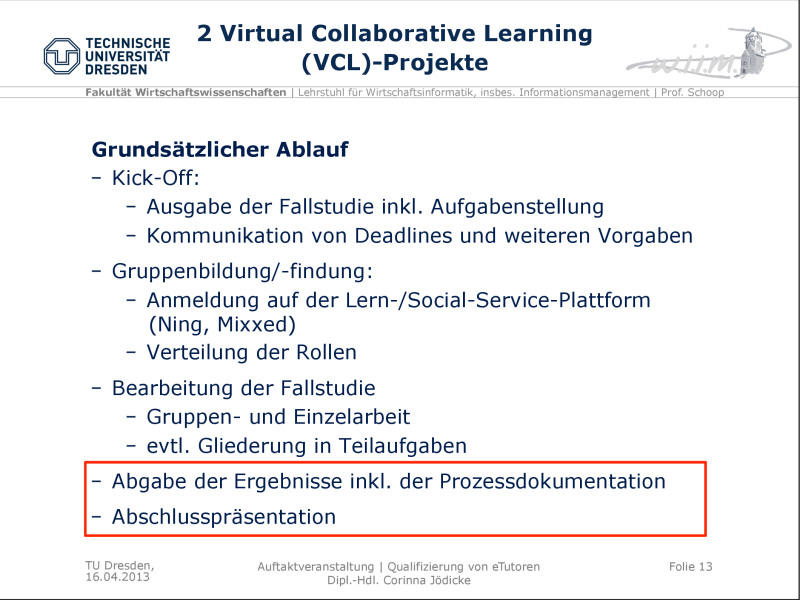 2 Virtual Collaborative Learning
(VCL)-Projekte
TECHNISCHE
UNIVERSITÄT
DRESDEN
wiim
Fakultät Wirtschaftswissenschaften | Lehrstuhl für Wirtschaftsinformatik, insbes. Informationsmanagement | Prof. Schoop
Grundsätzlicher Ablauf
– Kick-Off:
– Ausgabe der Fallstudie inkl. Aufgabenstellung
– Kommunikation von Deadlines und weiteren Vorgaben
– Gruppenbildung/-findung:
– Anmeldung auf der Lern-/Social-Service-Plattform
(Ning, Mixxed)
– Verteilung der Rollen
– Bearbeitung der Fallstudie
– Gruppen- und Einzelarbeit
– evtl. Gliederung in Teilaufgaben
– Abgabe der Ergebnisse inkl. der Prozessdokumentation
– Abschlusspräsentation
TU Dresden,
16.04.2013
Auftaktveranstaltung | Qualifizierung von eTutoren
Dipl.-Hdl. Corinna Jödicke
Folie 13